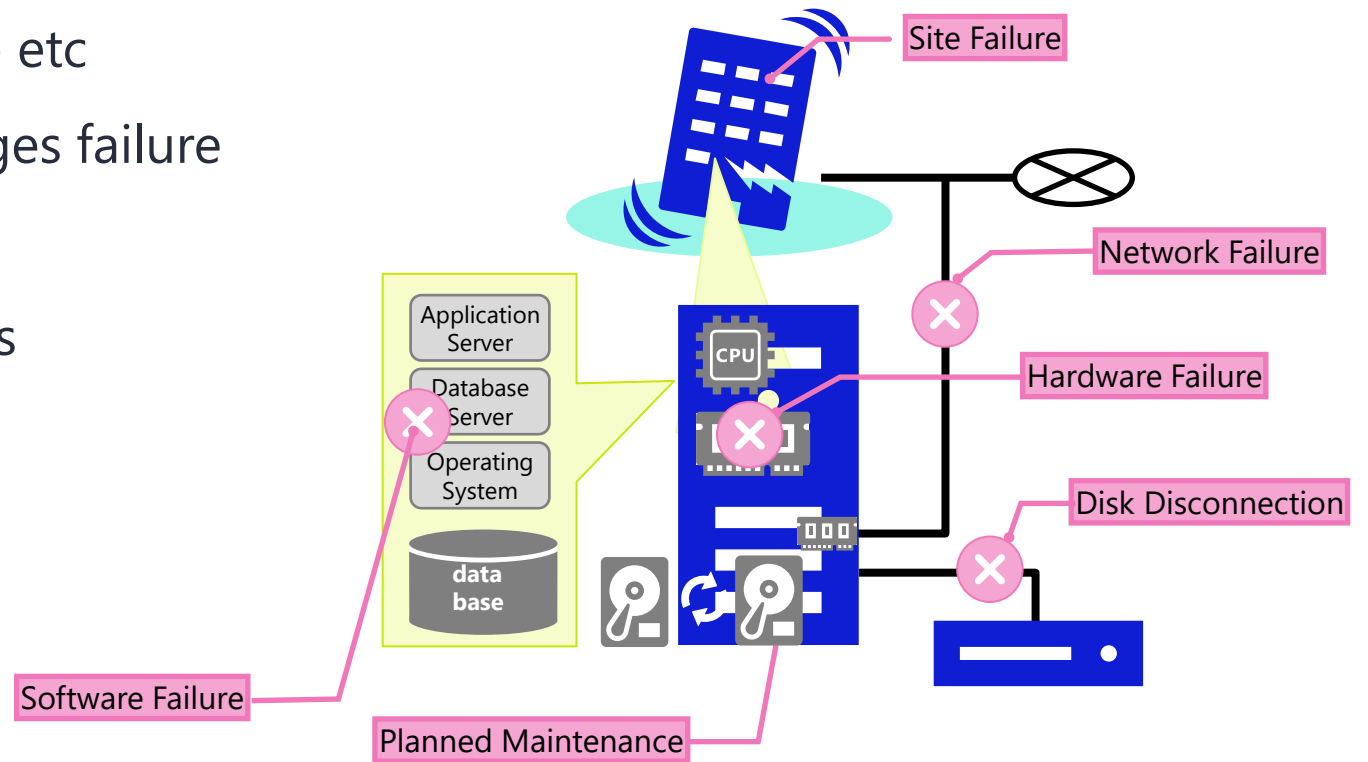 etc
Site Failure
ges failure
Network Failure
s
Application
Server
CPU
Hardware Failure
Database
Server
Operating
System
Disk Disconnection
data
base
Software Failure
Planned Maintenance